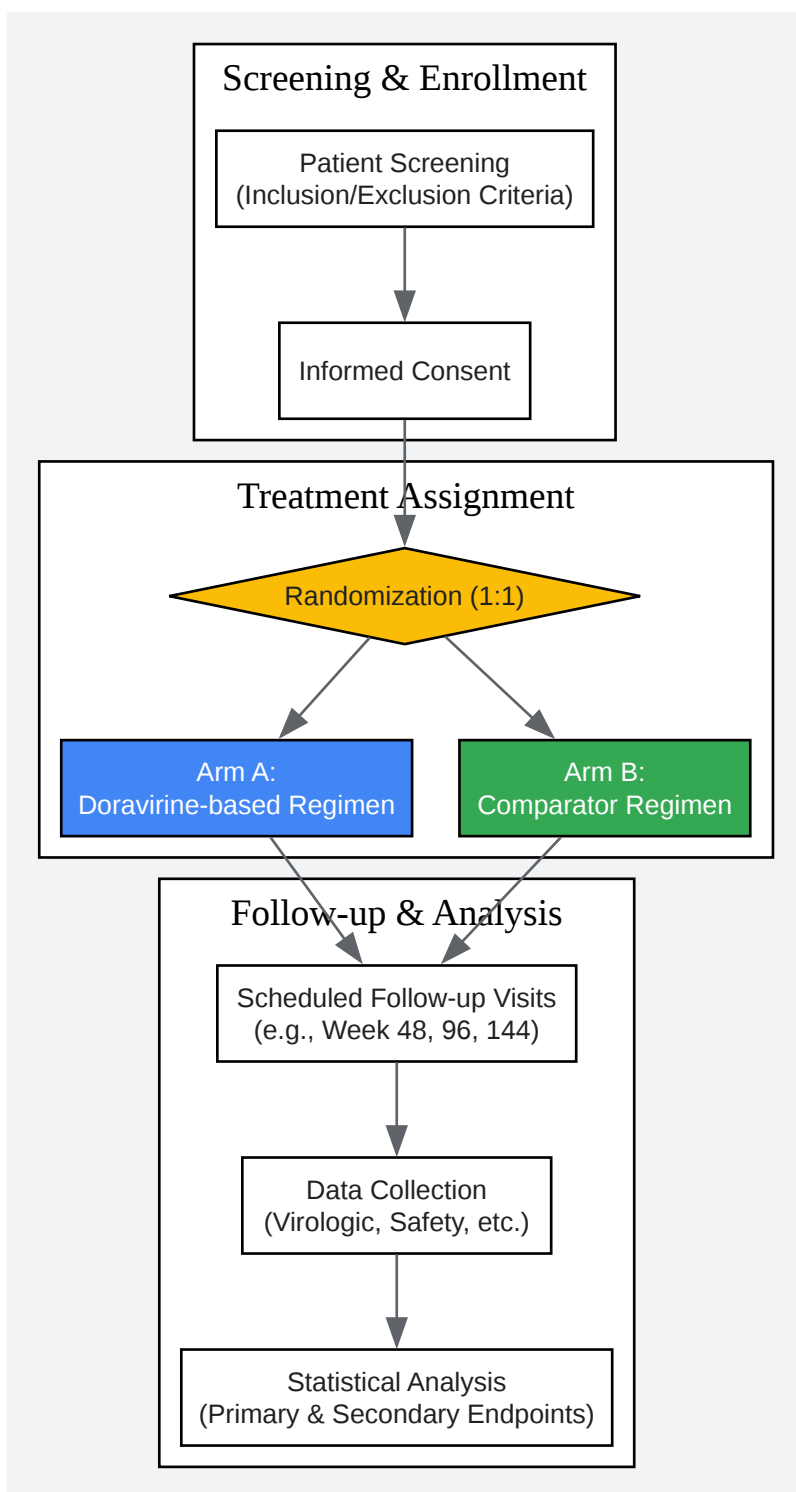 Screening & Enrollment
Patient Screening
(Inclusion/Exclusion Criteria)
Informed Consent
Treatment Assignment
Randomization (1:1)
Arm A:
Doravirine-based Regimen
Arm B:
Comparator Regimen
Follow-up & Analysis
Scheduled Follow-up Visits
(e.g., Week 48, 96, 144)
Data Collection
(Virologic, Safety, etc.)
Statistical Analysis
(Primary & Secondary Endpoints)